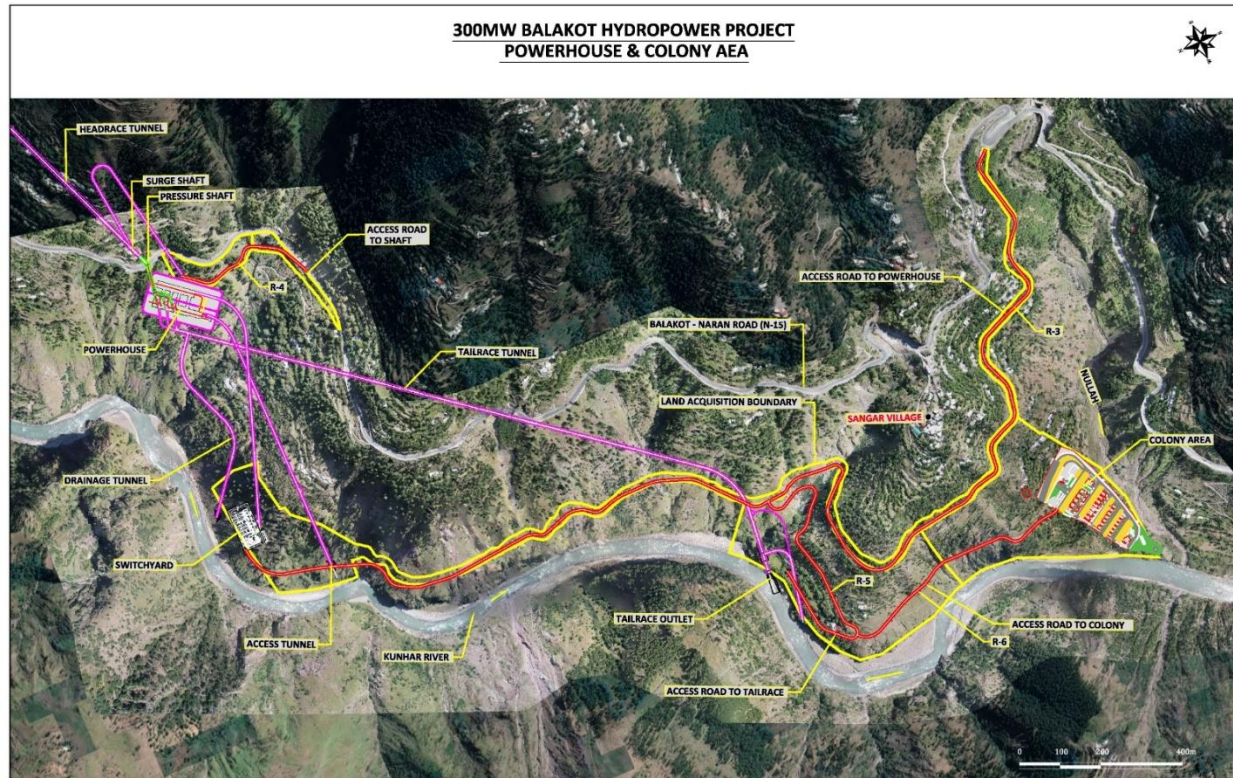 300MW BALAKOT HYDROPOWER PROJECT
POWERHOUSE & COLONY AEA
HEADRACE TUNNEL
SURGE SHAFT
PRESSURE SHAFT
ACCESS ROAD
TO SHAFT
R-4
POWERHOUSE
TAILRACE TUNNEL
ACCESS ROAD TO POWERHOUSE
R-3
BALAKOT - NARAN ROAD (N-15)
LAND ACQUISITION BOUNDARY
SANGAR VILLAGE
NULLAH
COLONY AREA
DRAINAGE TUNNEL
SWITCHYARD
ACCESS TUNNEL
KUNHAR RIVER
TAILRACE OUTLET
R-5
ACCESS ROAD TO COLONY
R-6
ACCESS ROAD TO TAILRACE
0 100 200 400m